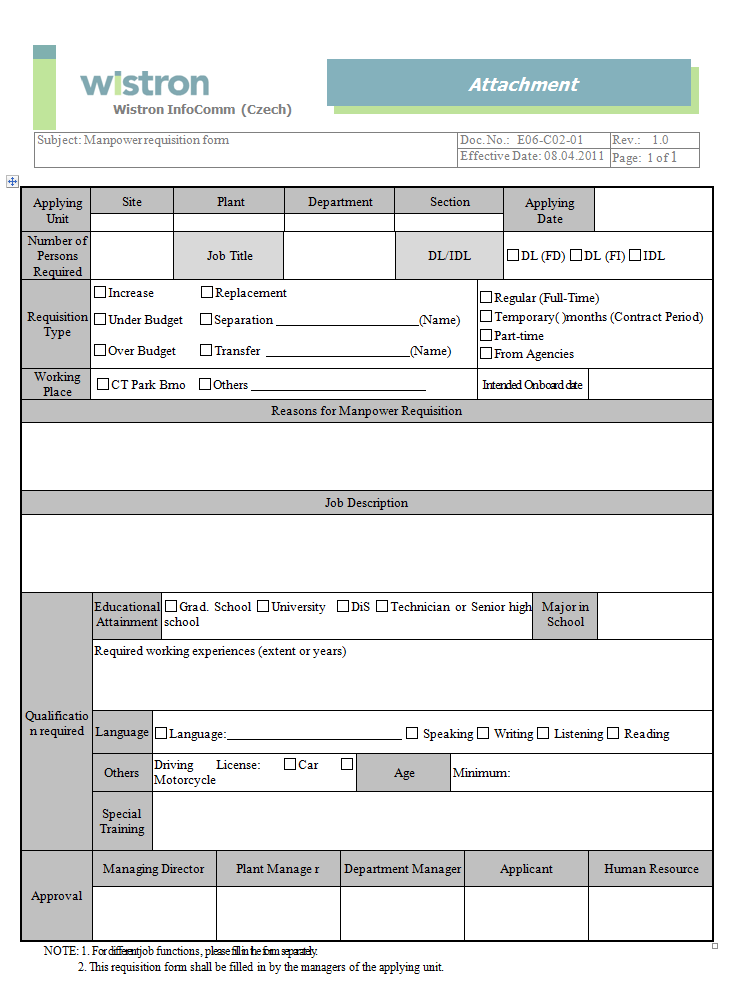 wistron
Wistron InfoComm (Czech)
Attachment
Subject: Manpower requisition form
Doc. No.: E06-C02-01 Rev.: 1.0
Effective Date: 08.04.2011 Page: 1 of 1
Applying Unit
Site
Plant
Department
Section
Applying Date
Number of Persons Required
Job Title
DL/IDL
DL (FD) DL (FI) IDL
Requisition Type
Increase Replacement
Under Budget Separation ______________________(Name)
Over Budget Transfer ______________________(Name)
Regular (Full-Time)
Temporary( )months (Contract Period)
Part-time
From Agencies
Working Place
CT Park Brno Others ___________________________
Intended Onboard date
Reasons for Manpower Requisition
Job Description
Qualificatio
n required
Educational
Attainment
Grad. School University DiS Technician or Senior high
school
Major in
School
Required working experiences (extent or years)
Language
Language:___________________________ Speaking Writing Listening Reading
Others
Driving License: Car
Motorcycle
Age
Minimum:
Special
Training
Approval
Managing Director
Plant Manage r
Department Manager
Applicant
Human Resource
NOTE: 1. For different job functions, please fill in the form separately.
2. This requisition form shall be filled in by the managers of the applying unit.